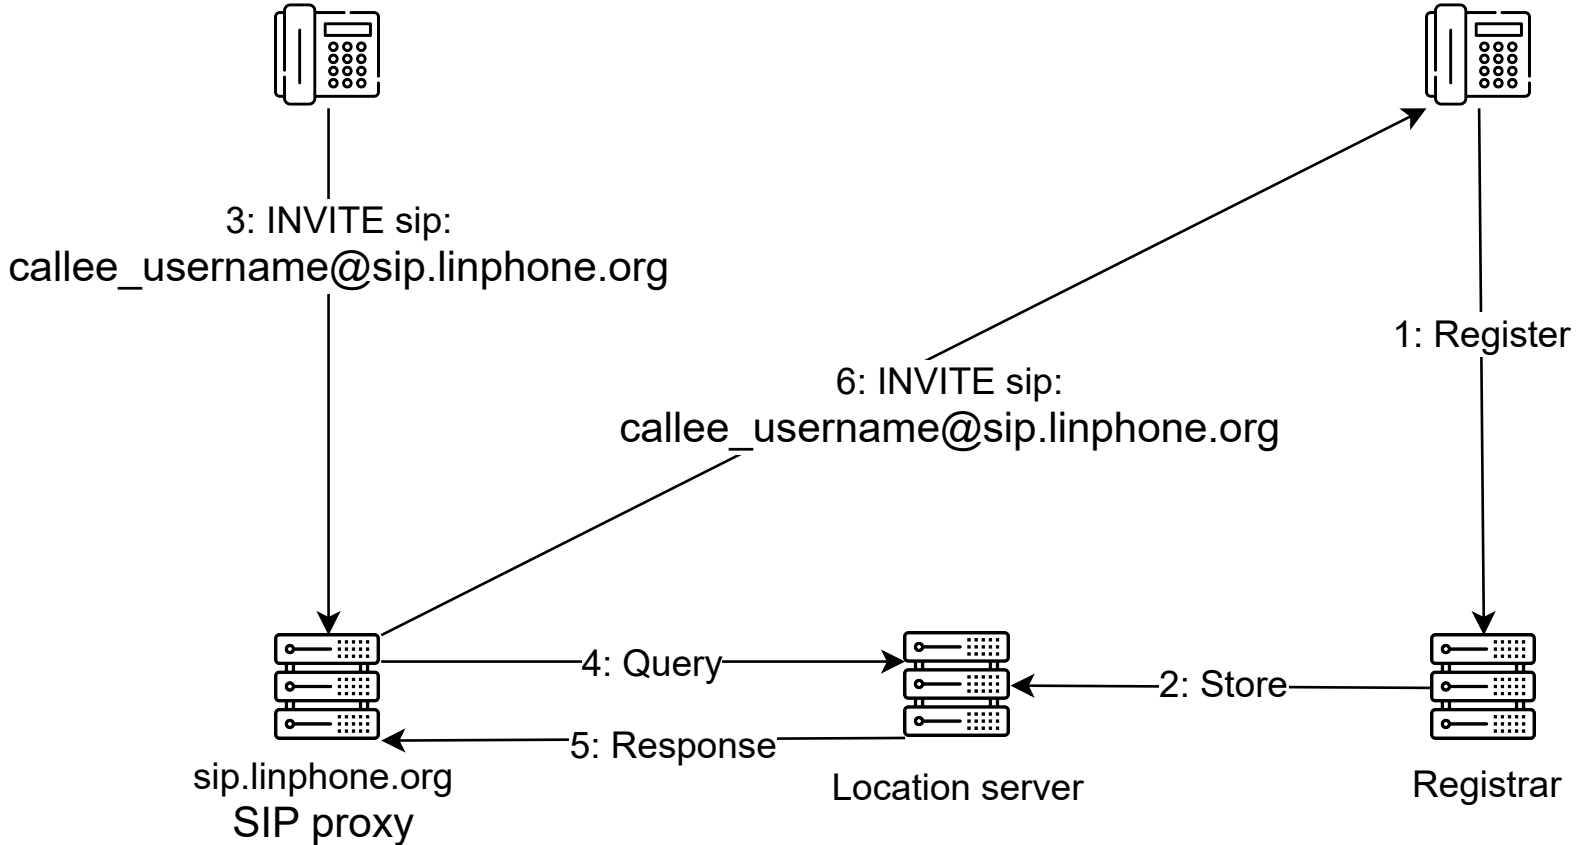 3: INVITE sip:
callee_username@sip.linphone.org
1: Register
6: INVITE sip:
callee_username@sip.linphone.org
4: Query
2: Store
5: Response
sip.linphone.org
SIP proxy
Location server
Registrar